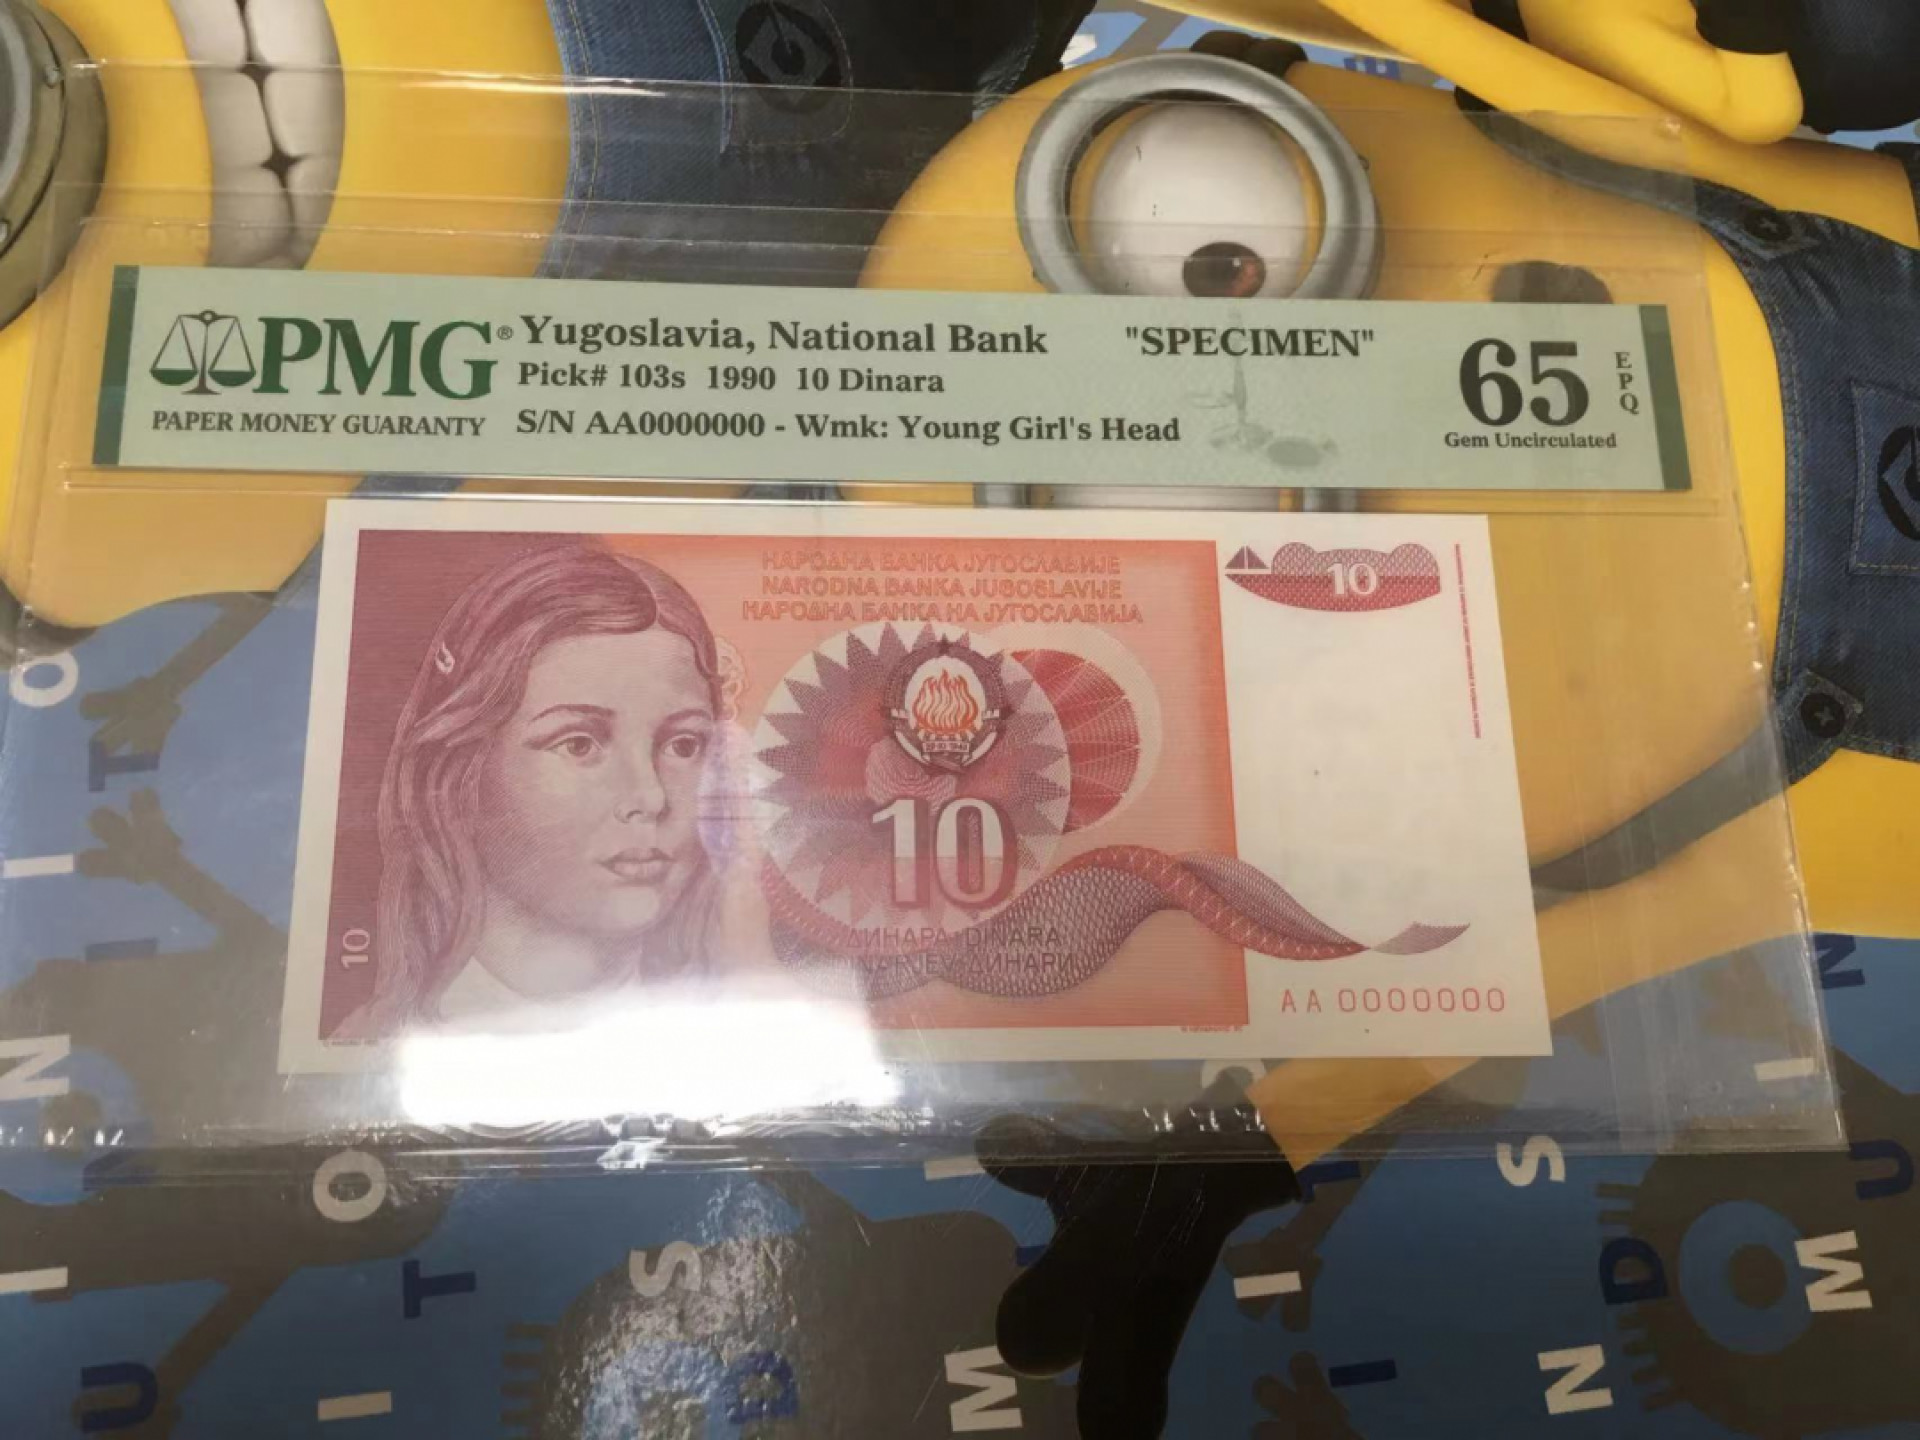 PMG® Yugoslavia, National Bank "SPECIMEN" 65 EPQ
Pick# 103s 1990 10 Dinara
PAPER MONEY GUARANTY S/N AA0000000 - Wmk: Young Girl's Head Gem Uncirculated
НАРОДНА БАНКА ЈУГОСЛАВИЈЕ
NARODNA BANKA JUGOSLAVIJE
НАРОДНА БАНКА НА ЈУГОСЛАВИЈА
10
10
ДИНАРА DINARA
DINARJEV ДИНАРИ
10
AA 0000000